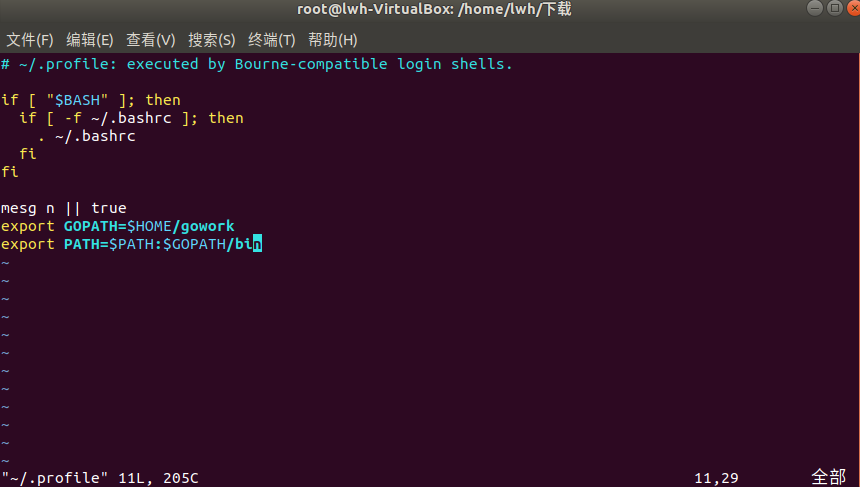 root@lwh-VirtualBox: /home/lwh/下载
文件(F) 编辑(E) 查看(V) 搜索(S) 终端(T) 帮助(H)
# ~/.profile: executed by Bourne-compatible login shells.
if [ "$BASH" ]; then
  if [ -f ~/.bashrc ]; then
    . ~/.bashrc
  fi
fi
mesg n || true
export GOPATH=$HOME/gowork
export PATH=$PATH:$GOPATH/bin
~
~
~
~
~
~
~
~
~
~
~
~
"~/.profile" 11L, 205C 11,29 全部